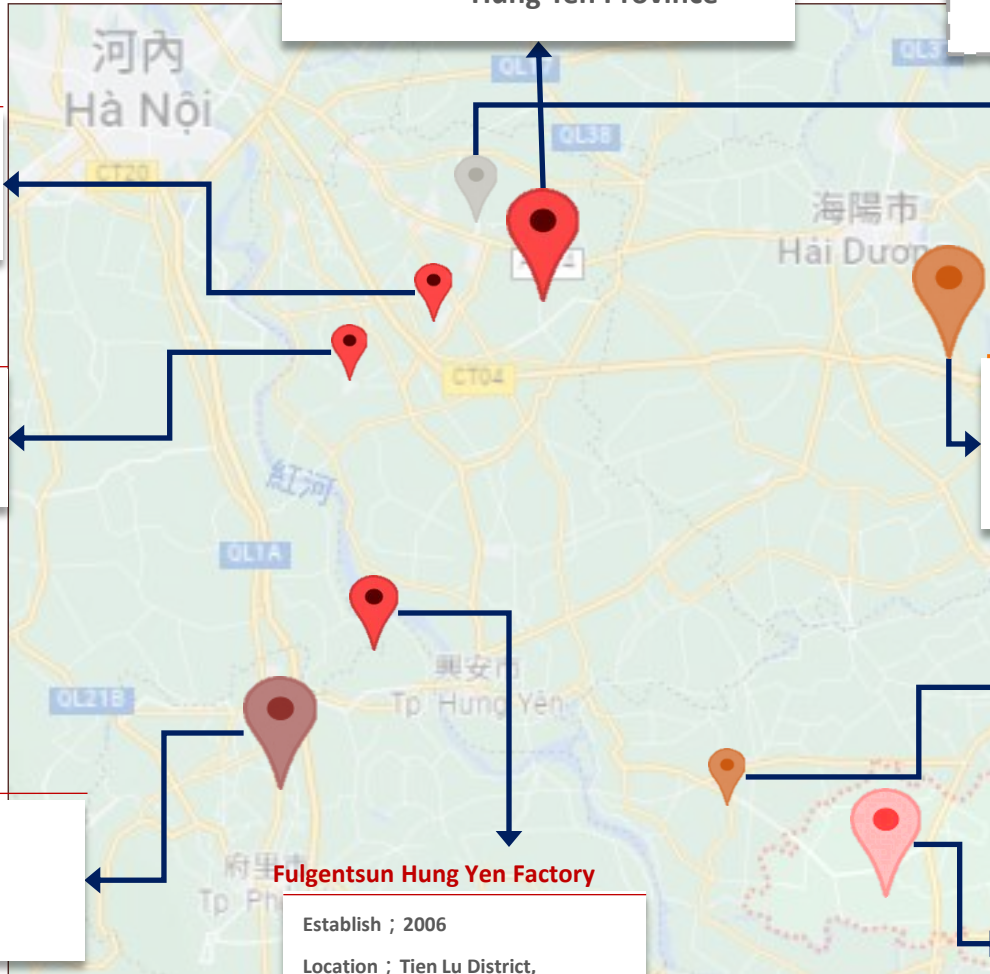 Hung Yen Province
河內
Hà Nội
QL38
CT20
海陽市
Hải Dươn
CT04
紅河
QL1A
興安市
Tp Hưng Yên
QL21B
府里市
Tp
Fulgentsun Hung Yen Factory
Establish ; 2006
Location ; Tien Lu District,